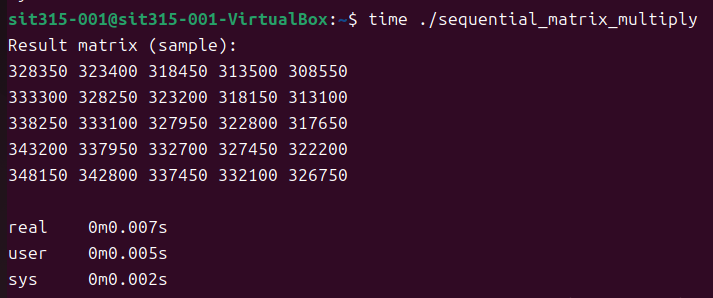 sit315-001@sit315-001-VirtualBox:~$ time ./sequential_matrix_multiply
Result matrix (sample):
328350 323400 318450 313500 308550
333300 328250 323200 318150 313100
338250 333100 327950 322800 317650
343200 337950 332700 327450 322200
348150 342800 337450 332100 326750
real 0m0.007s
user 0m0.005s
sys 0m0.002s